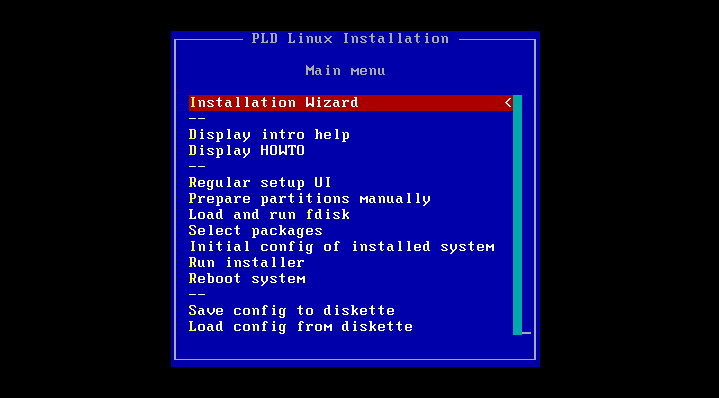 PLD Linux Installation
Main menu
Installation Wizard <
--
Display intro help
Display HOWTO
--
Regular setup UI
Prepare partitions manually
Load and run fdisk
Select packages
Initial config of installed system
Run installer
Reboot system
--
Save config to diskette
Load config from diskette